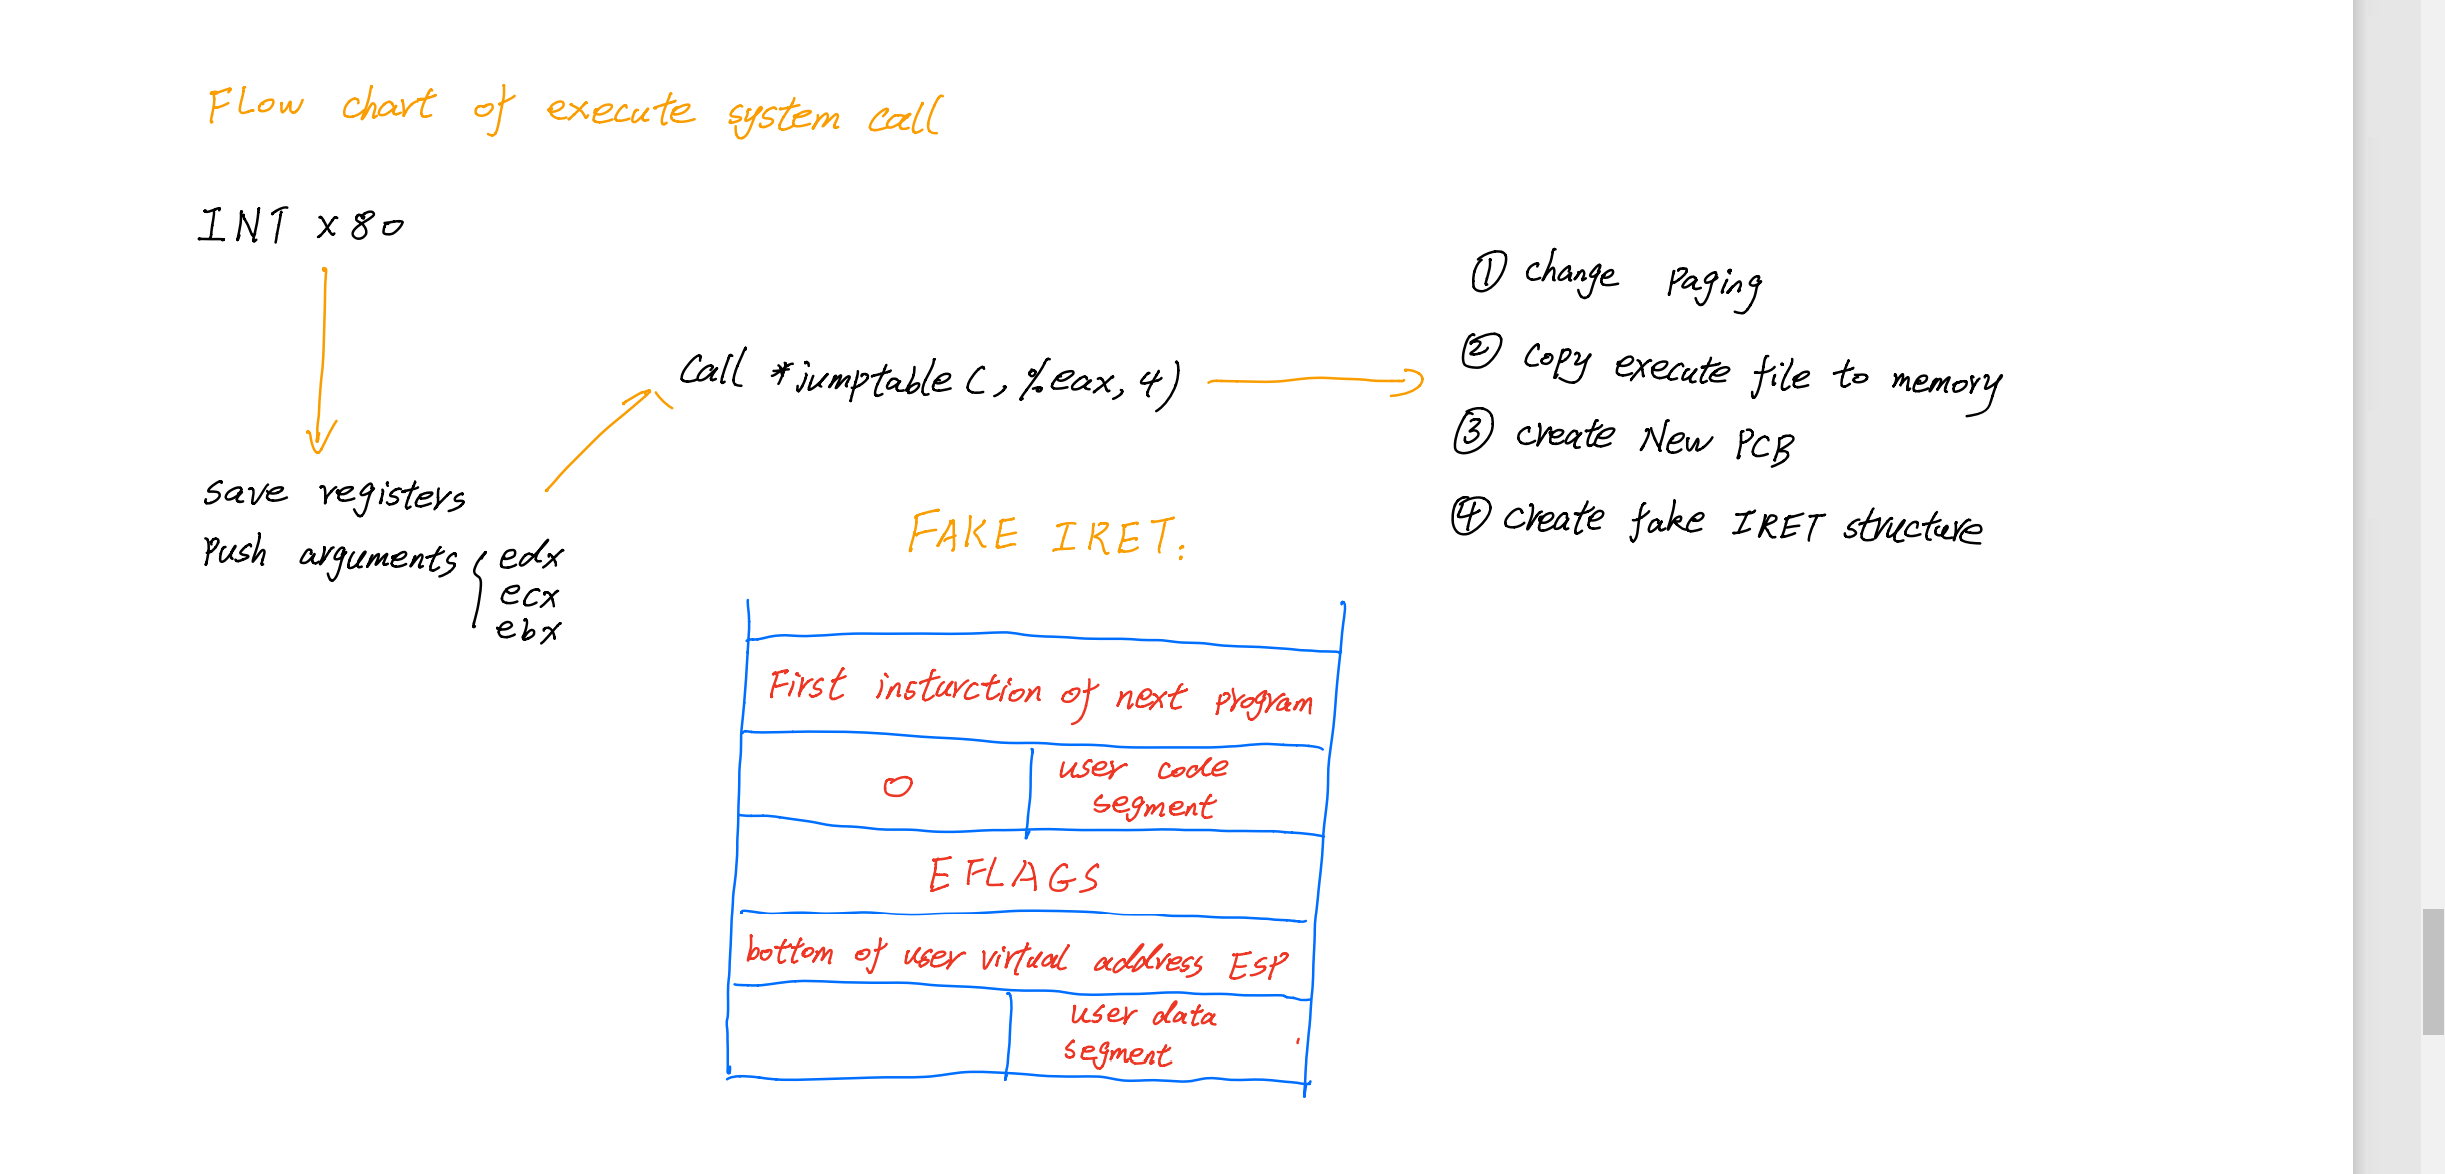 FLow chart of execute system call
INT x80
save registers
Push arguments { edx
ecx
ebx
Call *jumptable (, %eax, 4)
① change paging
② copy execute file to memory
③ create New PCB
④ create fake IRET structure
FAKE IRET:
First insturction of next program
0
user code
segment
EFLAGS
bottom of user virtual address ESP
user data
segment